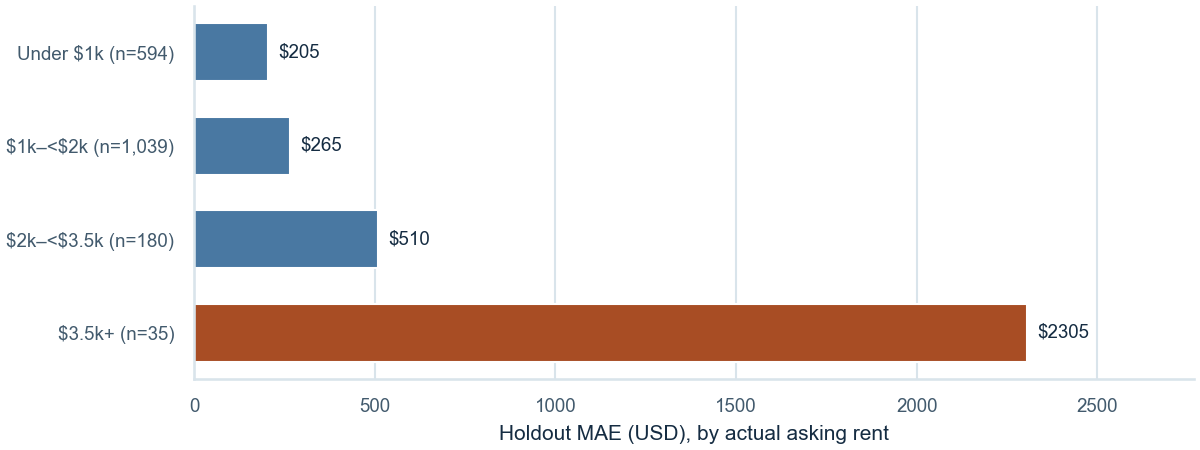 Under $1k (n=594)
$205
$1k–<$2k (n=1,039)
$265
$2k–<$3.5k (n=180)
$510
$3.5k+ (n=35)
$2305
0 500 1000 1500 2000 2500
Holdout MAE (USD), by actual asking rent